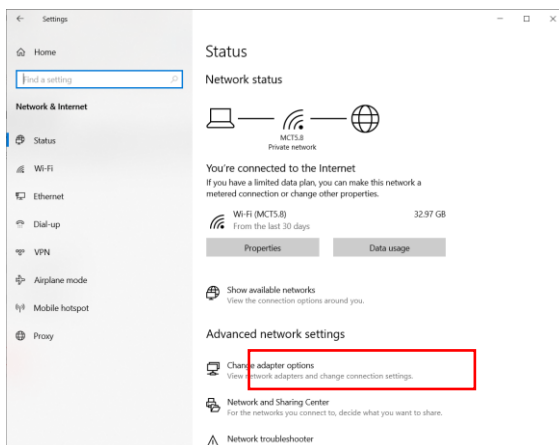 Settings
Home
Find a setting
Network & Internet
Status
Wi-Fi
Ethernet
Dial-up
VPN
Airplane mode
Mobile hotspot
Proxy
Status
Network status
MCT5.8
Private network
You're connected to the Internet
If you have a limited data plan, you can make this network a
metered connection or change other properties.
Wi-Fi (MCT5.8) 32.97 GB
From the last 30 days
Properties Data usage
Show available networks
View the connection options around you.
Advanced network settings
Change adapter options
View network adapters and change connection settings.
Network and Sharing Center
For the networks you connect to, decide what you want to share.
Network troubleshooter